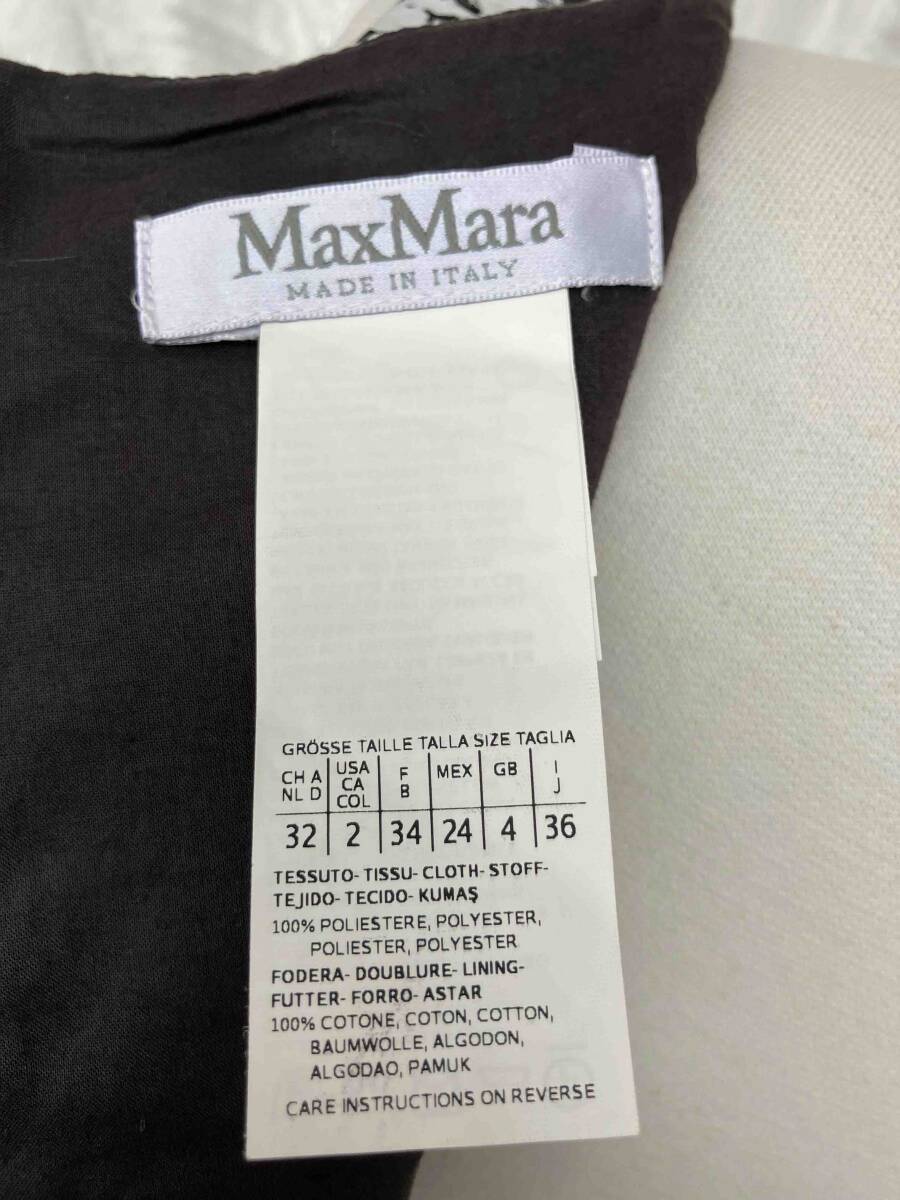 MaxMara
MADE IN ITALY
GRÖSSE TAILLE TALLA SIZE TAGLIA
CH A USA F MEX GB I
NL D CA B J
COL
32 2 34 24 4 36
TESSUTO- TISSU- CLOTH- STOFF-
TEJIDO- TECIDO- KUMAŞ
100% POLIESTERE, POLYESTER,
POLIESTER, POLYESTER
FODERA- DOUBLURE- LINING-
FUTTER- FORRO- ASTAR
100% COTONE, COTON, COTTON,
BAUMWOLLE, ALGODON,
ALGODAO, PAMUK
CARE INSTRUCTIONS ON REVERSE